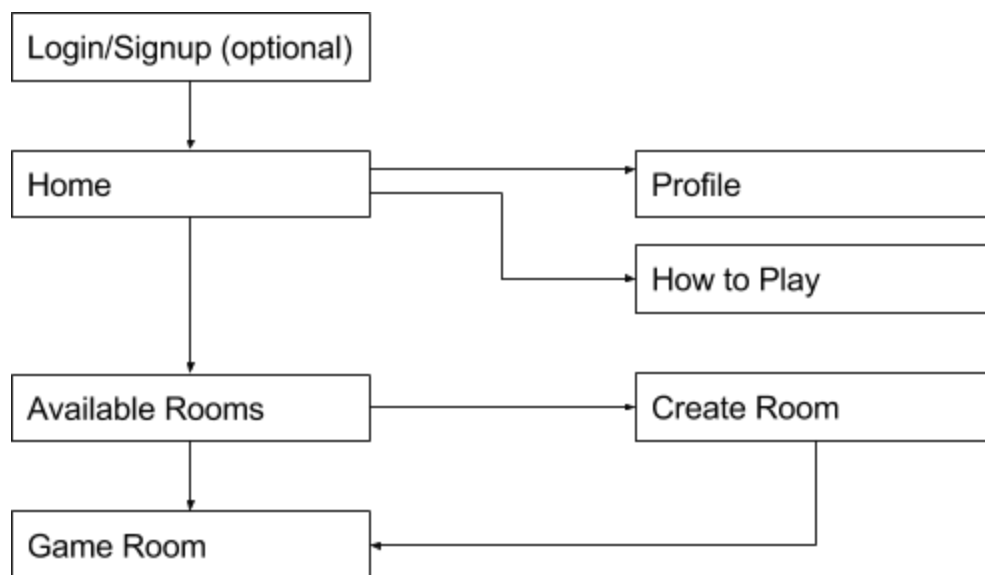 Login/Signup (optional)
Home
Profile
How to Play
Available Rooms
Create Room
Game Room